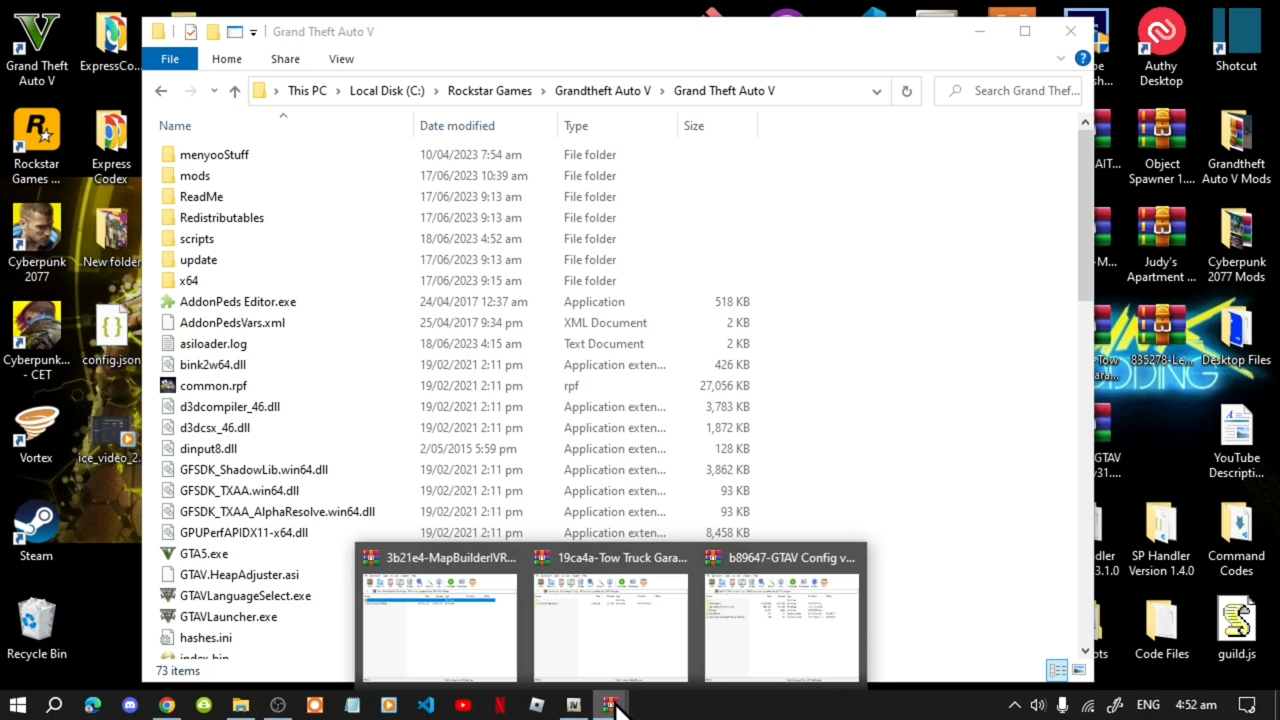 Grand Theft Auto V
File
Home
Share
View
This PC
Local Disk (C:)
Rockstar Games
Grandtheft Auto V
Grand Theft Auto V
Search Grand Thef...
Name
Date modified
Type
Size
menyooStuff 10/04/2023 7:54 am File folder
mods 17/06/2023 10:39 am File folder
ReadMe 17/06/2023 9:13 am File folder
Redistributables 17/06/2023 9:13 am File folder
scripts 18/06/2023 4:52 am File folder
update 17/06/2023 9:13 am File folder
x64 17/06/2023 9:15 am File folder
AddonPeds Editor.exe 24/04/2017 12:37 am Application 518 KB
AddonPedsVars.xml 25/04/2017 9:34 pm XML Document 2 KB
asiloader.log 18/06/2023 4:15 am Text Document 2 KB
bink2w64.dll 19/02/2021 2:11 pm Application exten... 426 KB
common.rpf 19/02/2021 2:11 pm rpf 27,056 KB
d3dcompiler_46.dll 19/02/2021 2:11 pm Application exten... 3,783 KB
d3dcsx_46.dll 19/02/2021 2:11 pm Application exten... 1,872 KB
dinput8.dll 2/05/2015 5:59 pm Application exten... 128 KB
GFSDK_ShadowLib.win64.dll 19/02/2021 2:11 pm Application exten... 3,862 KB
GFSDK_TXAA.win64.dll 19/02/2021 2:11 pm Application exten... 93 KB
GFSDK_TXAA_AlphaResolve.win64.dll 19/02/2021 2:11 pm Application exten... 93 KB
GPUPerfAPIDX11-x64.dll 19/02/2021 2:11 pm Application exten... 8,458 KB
GTA5.exe
GTAV.HeapAdjuster.asi
GTAVLanguageSelect.exe
GTAVLauncher.exe
hashes.ini
index.bin
73 items
3b21e4-MapBuilderIVR...
19ca4a-Tow Truck Gara...
b89647-GTAV Config v...
Grand Theft
Auto V
ExpressCo...
Rockstar
Games ...
Express
Codex
Cyberpunk
2077
New folder
Cyberpunk...
- CET
config.json
Vortex
ice_video_2...
Steam
Recycle Bin
Authy
Desktop
Shotcut
Object
Spawner 1....
Grandtheft
Auto V Mods
Judy's
Apartment ...
Cyberpunk
2077 Mods
835278-Le...
Desktop Files
YouTube
Descripti...
SP Handler
Version 1.4.0
Command
Codes
Code Files
guild.js
ENG
4:52 am